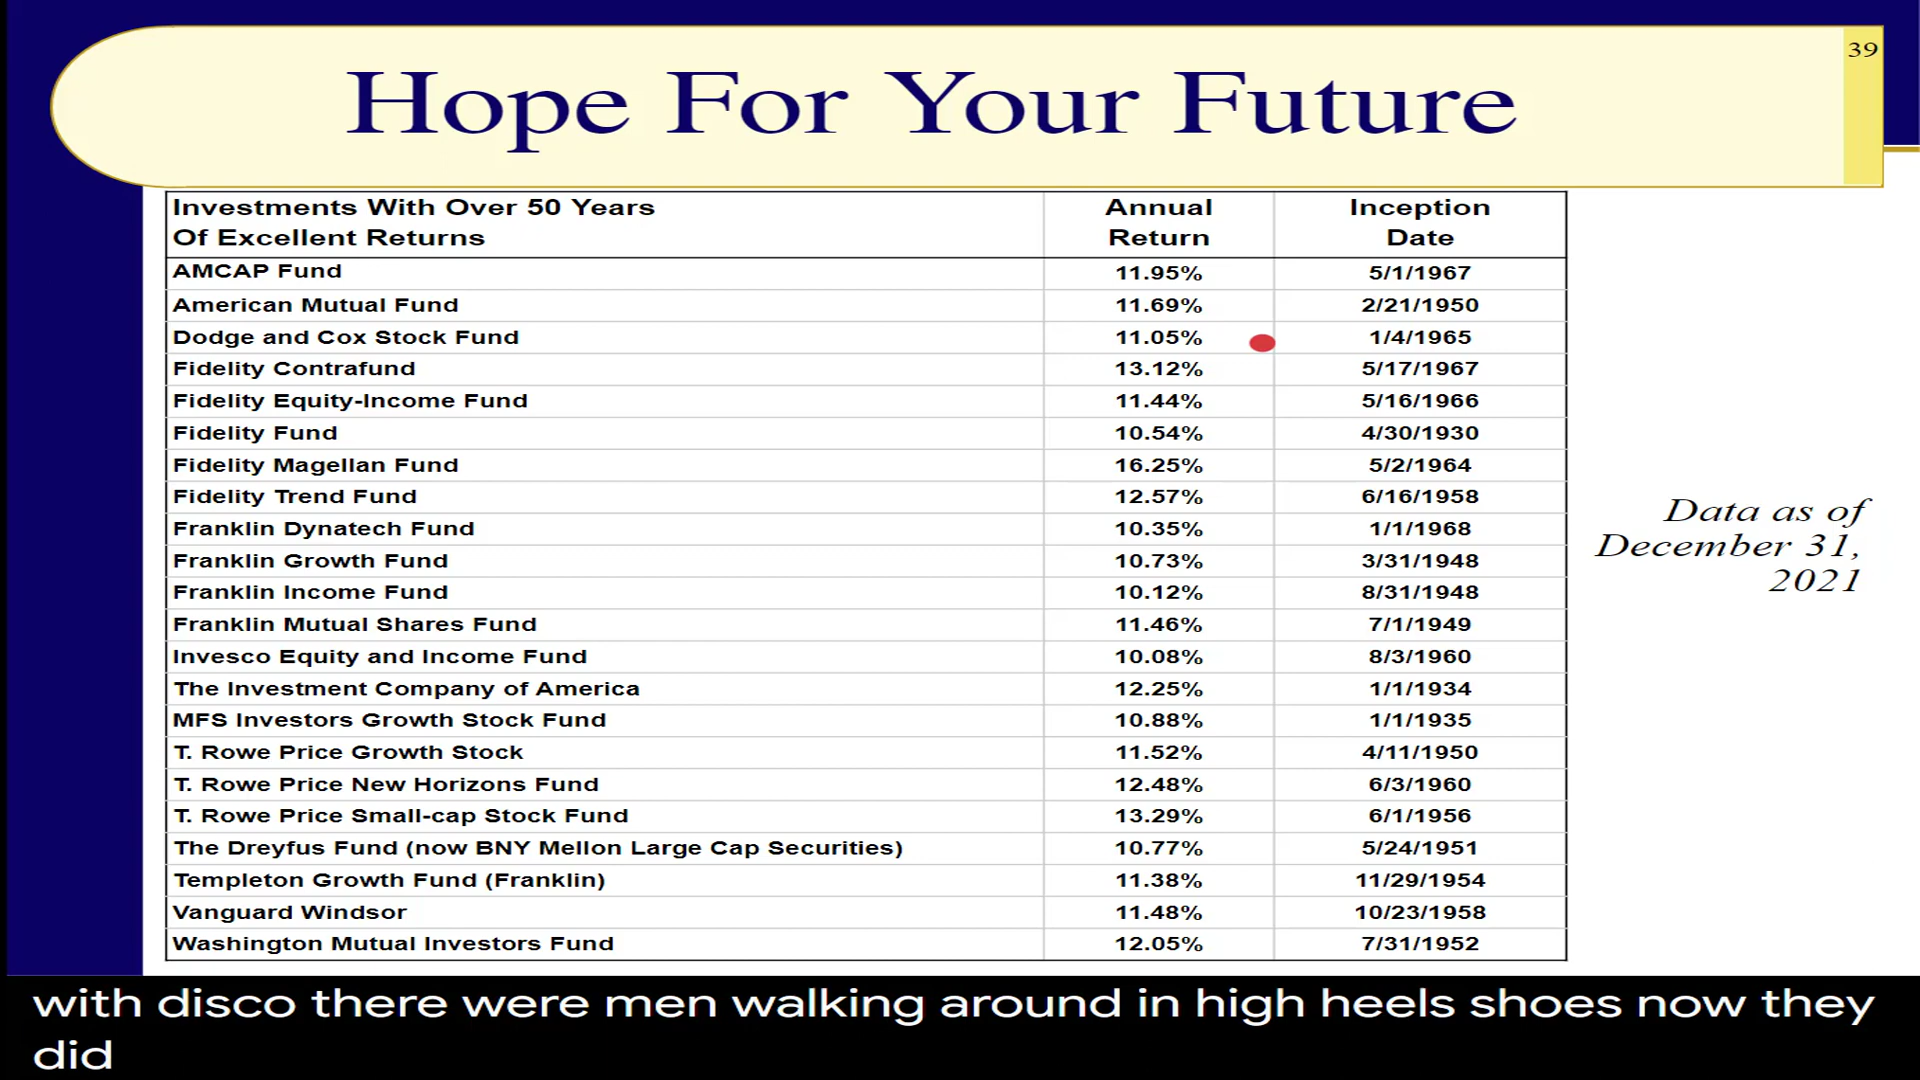 39
Hope For Your Future
Investments With Over 50 Years Of Excellent Returns | Annual Return | Inception Date
AMCAP Fund 11.95% 5/1/1967
American Mutual Fund 11.69% 2/21/1950
Dodge and Cox Stock Fund 11.05% 1/4/1965
Fidelity Contrafund 13.12% 5/17/1967
Fidelity Equity-Income Fund 11.44% 5/16/1966
Fidelity Fund 10.54% 4/30/1930
Fidelity Magellan Fund 16.25% 5/2/1964
Fidelity Trend Fund 12.57% 6/16/1958
Franklin Dynatech Fund 10.35% 1/1/1968
Franklin Growth Fund 10.73% 3/31/1948
Franklin Income Fund 10.12% 8/31/1948
Franklin Mutual Shares Fund 11.46% 7/1/1949
Invesco Equity and Income Fund 10.08% 8/3/1960
The Investment Company of America 12.25% 1/1/1934
MFS Investors Growth Stock Fund 10.88% 1/1/1935
T. Rowe Price Growth Stock 11.52% 4/11/1950
T. Rowe Price New Horizons Fund 12.48% 6/3/1960
T. Rowe Price Small-cap Stock Fund 13.29% 6/1/1956
The Dreyfus Fund (now BNY Mellon Large Cap Securities) 10.77% 5/24/1951
Templeton Growth Fund (Franklin) 11.38% 11/29/1954
Vanguard Windsor 11.48% 10/23/1958
Washington Mutual Investors Fund 12.05% 7/31/1952
Data as of
December 31,
2021
with disco there were men walking around in high heels shoes now they
did